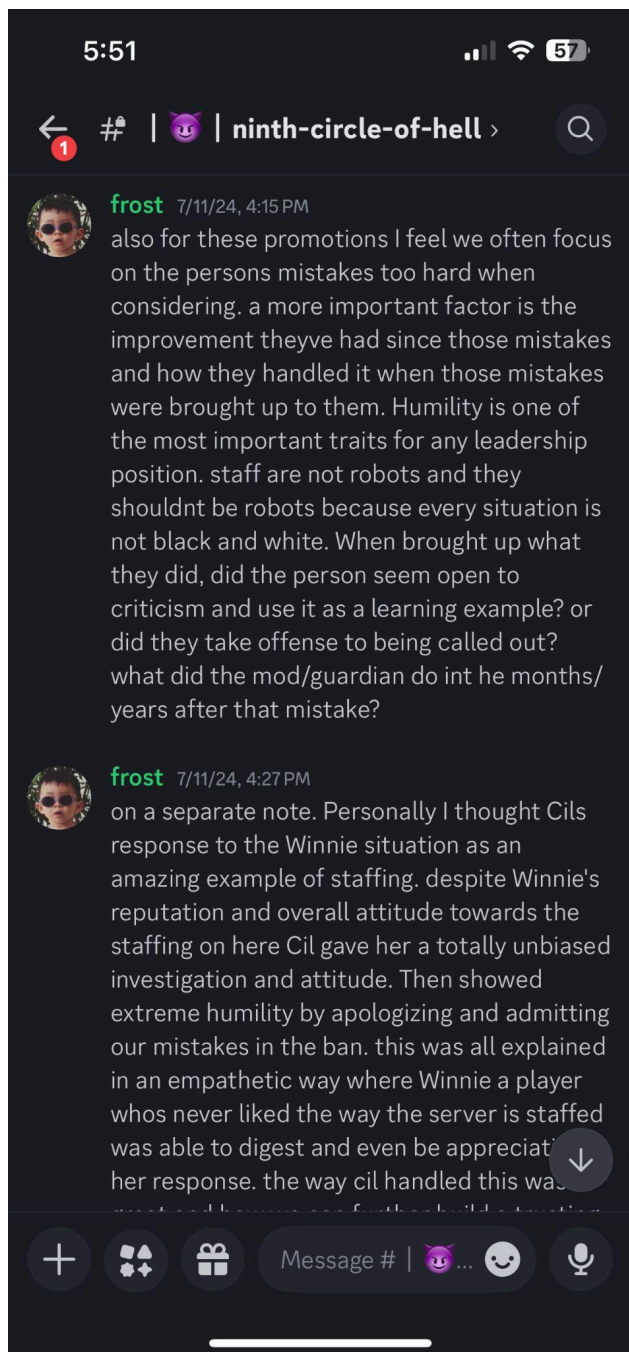 5:51
57
1
# | 😈 | ninth-circle-of-hell ›
frost 7/11/24, 4:15 PM
also for these promotions I feel we often focus
on the persons mistakes too hard when
considering. a more important factor is the
improvement theyve had since those mistakes
and how they handled it when those mistakes
were brought up to them. Humility is one of
the most important traits for any leadership
position. staff are not robots and they
shouldnt be robots because every situation is
not black and white. When brought up what
they did, did the person seem open to
criticism and use it as a learning example? or
did they take offense to being called out?
what did the mod/guardian do int he months/
years after that mistake?
frost 7/11/24, 4:27 PM
on a separate note. Personally I thought Cils
response to the Winnie situation as an
amazing example of staffing. despite Winnie's
reputation and overall attitude towards the
staffing on here Cil gave her a totally unbiased
investigation and attitude. Then showed
extreme humility by apologizing and admitting
our mistakes in the ban. this was all explained
in an empathetic way where Winnie a player
whos never liked the way the server is staffed
was able to digest and even be appreciati
her response. the way cil handled this was
Message # | 😈...